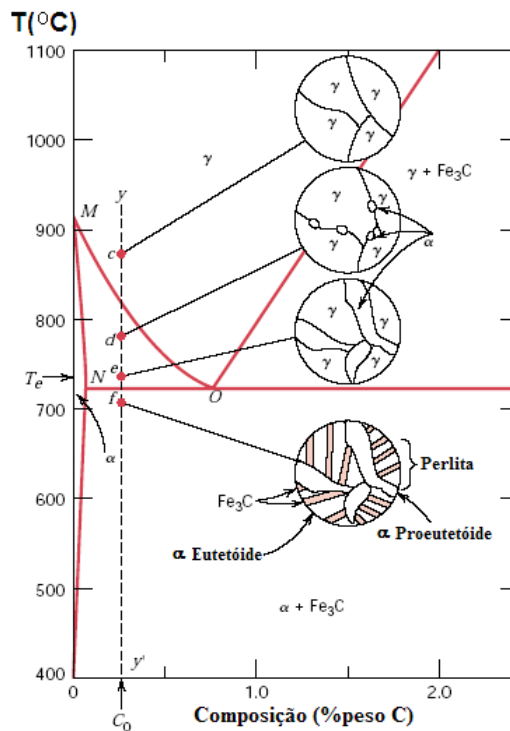 T(°C)
1100
1000
900
800
700
600
500
400
M
y
γ
γ
γ
γ
γ
c
γ
γ
γ
α
γ + Fe₃C
d
N
e
f
O
Tₑ
α
γ
γ
γ
Perlita
Fe₃C
α Eutetóide
α Proeutetóide
α + Fe₃C
y'
0
1.0
2.0
C₀
Composição (%peso C)